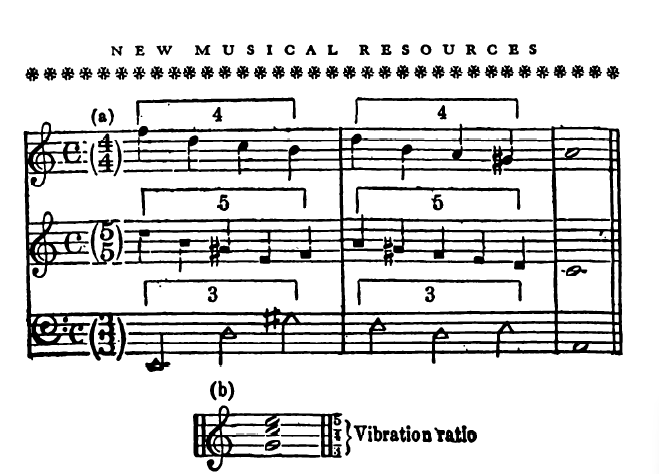 NEW MUSICAL RESOURCES
(a)
4 4
C (4/4)
5 5
C (5/5)
3 3
C (3/3)
(b)
5
4
3
Vibration ratio